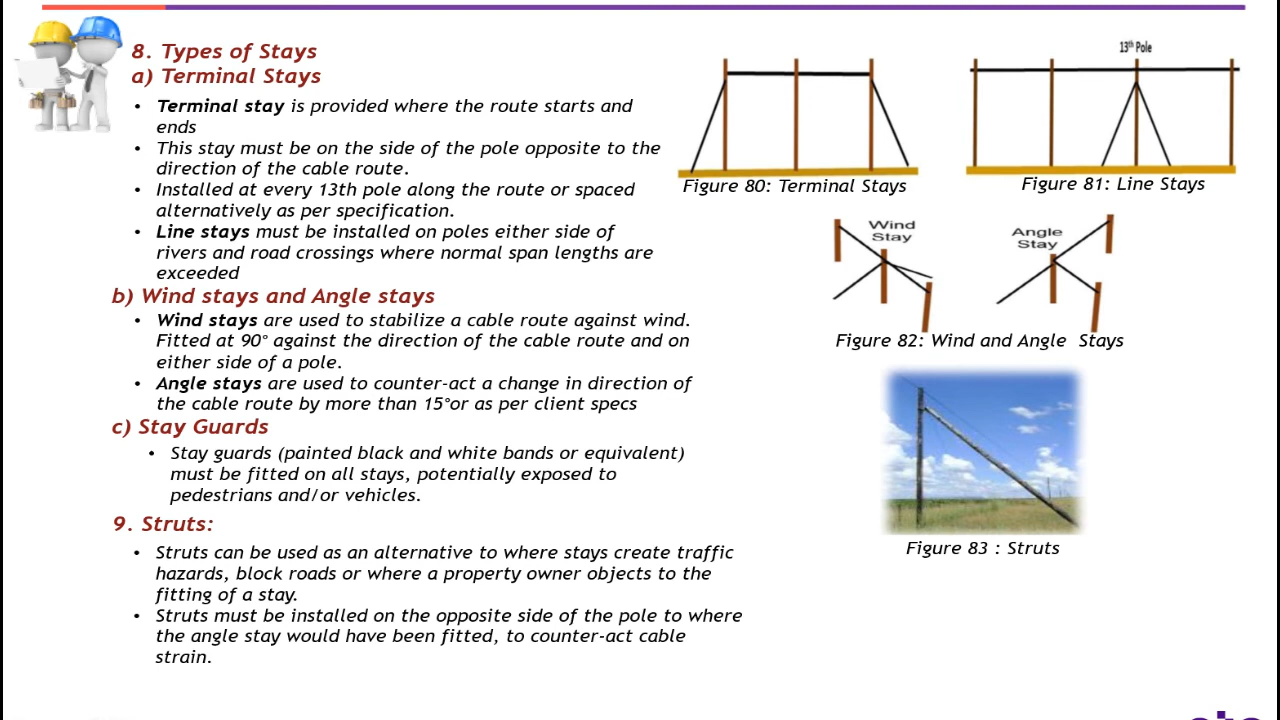 8. Types of Stays
a) Terminal Stays
• Terminal stay is provided where the route starts and
ends
• This stay must be on the side of the pole opposite to the
direction of the cable route.
• Installed at every 13th pole along the route or spaced
alternatively as per specification.
• Line stays must be installed on poles either side of
rivers and road crossings where normal span lengths are
exceeded
b) Wind stays and Angle stays
• Wind stays are used to stabilize a cable route against wind.
Fitted at 90° against the direction of the cable route and on
either side of a pole.
• Angle stays are used to counter-act a change in direction of
the cable route by more than 15°or as per client specs
c) Stay Guards
• Stay guards (painted black and white bands or equivalent)
must be fitted on all stays, potentially exposed to
pedestrians and/or vehicles.
9. Struts:
• Struts can be used as an alternative to where stays create traffic
hazards, block roads or where a property owner objects to the
fitting of a stay.
• Struts must be installed on the opposite side of the pole to where
the angle stay would have been fitted, to counter-act cable
strain.
13th Pole
Figure 80: Terminal Stays
Figure 81: Line Stays
Wind
Stay
Angle
Stay
Figure 82: Wind and Angle Stays
Figure 83 : Struts